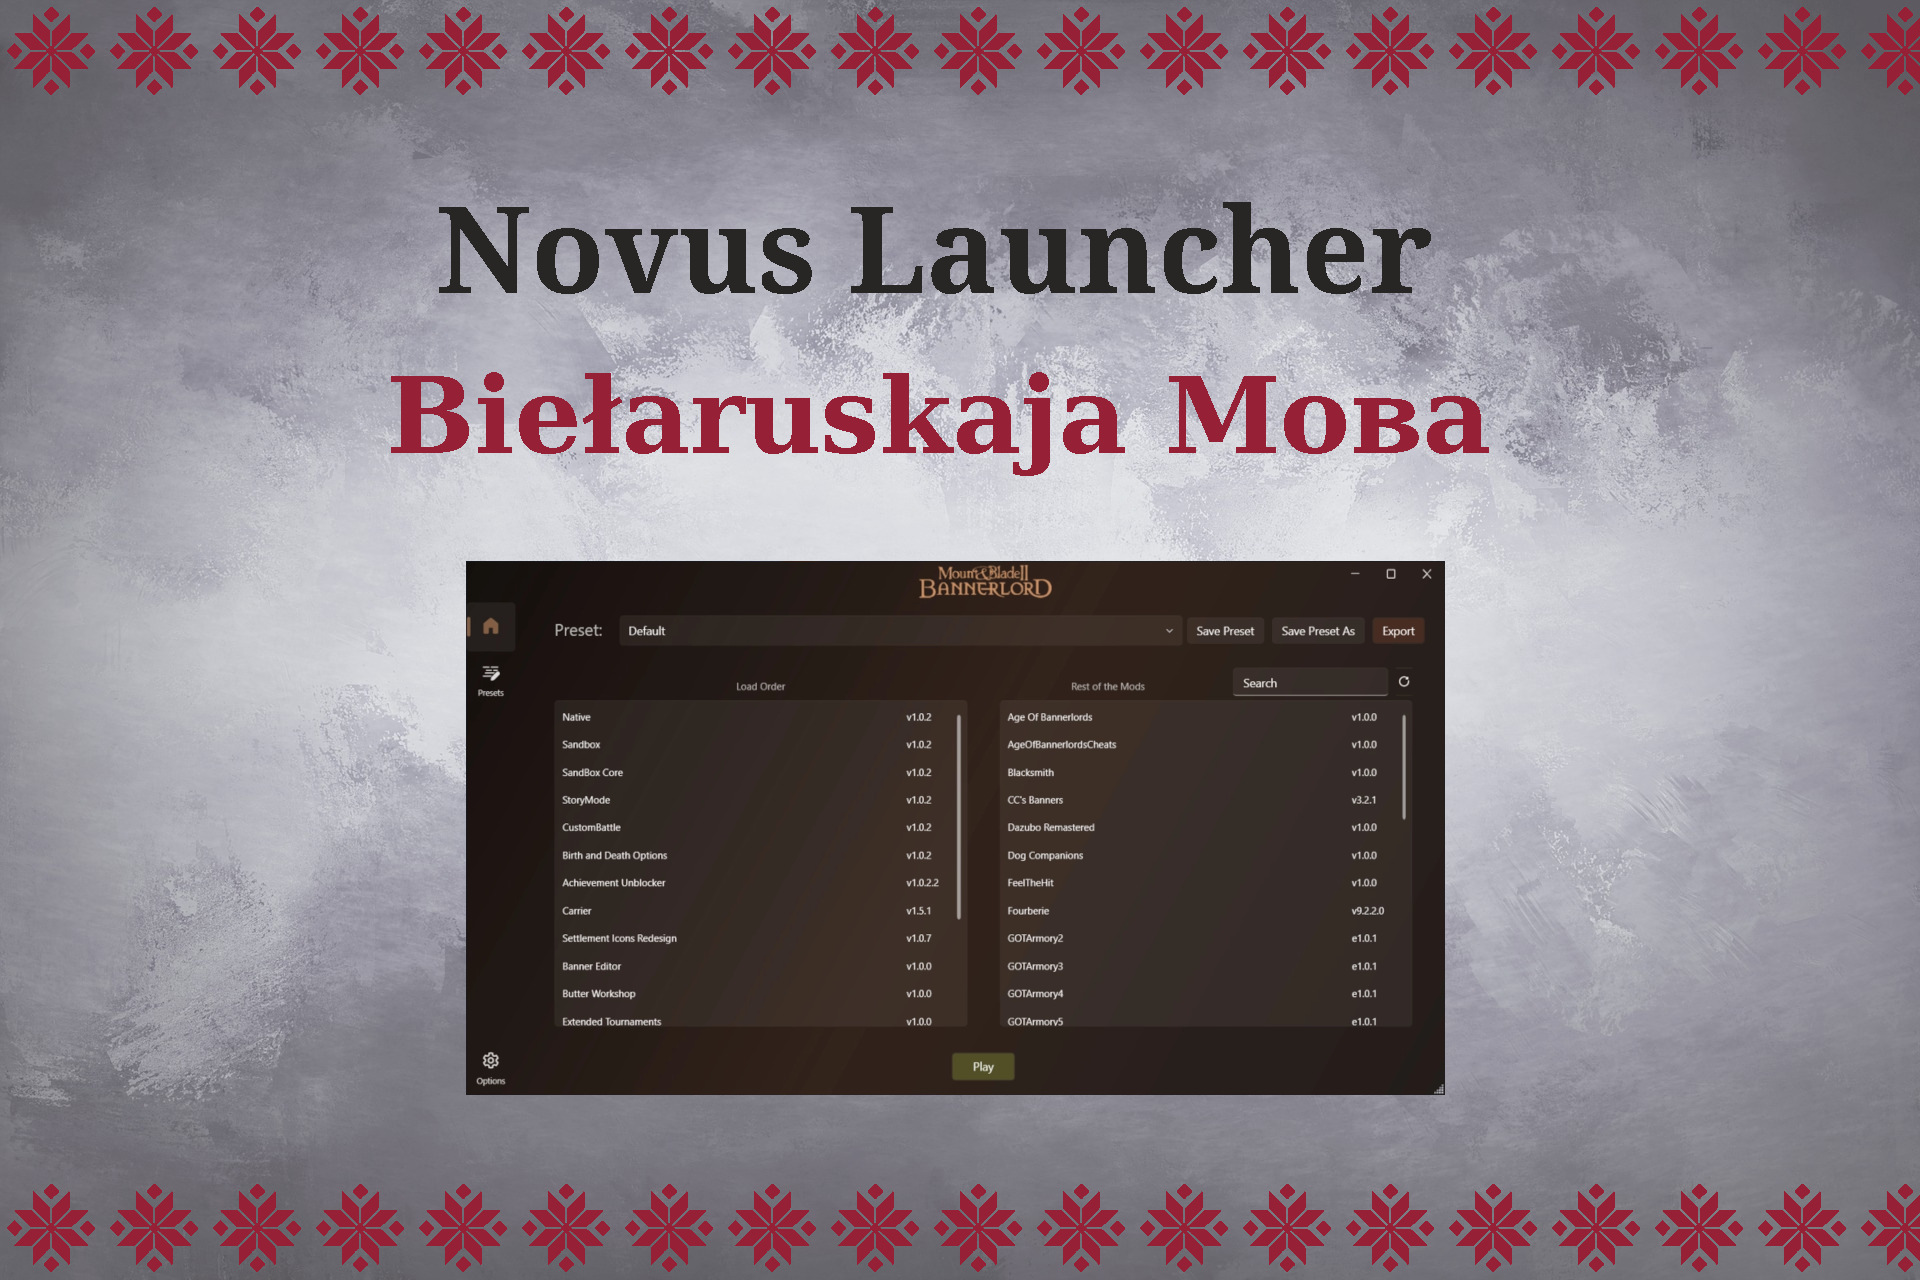 Novus Launcher
Biełaruskaja Мова
Mount & Blade II
BANNERLORD
Preset: Default Save Preset Save Preset As Export
Presets
Load Order Rest of the Mods Search
Native v1.0.2 Age Of Bannerlords v1.0.0
Sandbox v1.0.2 AgeOfBannerlordsCheats v1.0.0
SandBox Core v1.0.2 Blacksmith v1.0.0
StoryMode v1.0.2 CC's Banners v3.2.1
CustomBattle v1.0.2 Dazubo Remastered v1.0.0
Birth and Death Options v1.0.2 Dog Companions v1.0.0
Achievement Unblocker v1.0.2.2 FeelTheHit v1.0.0
Carrier v1.5.1 Fourberie v9.2.2.0
Settlement Icons Redesign v1.0.7 GOTArmory2 e1.0.1
Banner Editor v1.0.0 GOTArmory3 e1.0.1
Butter Workshop v1.0.0 GOTArmory4 e1.0.1
Extended Tournaments v1.0.0 GOTArmory5 e1.0.1
Play
Options